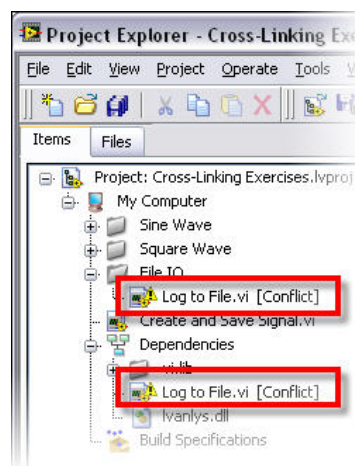 Project Explorer - Cross-Linking Ex
File Edit View Project Operate Tools
Items Files
Project: Cross-Linking Exercises.lvproj
My Computer
Sine Wave
Square Wave
File IO
Log to File.vi [Conflict]
Create and Save Signal.vi
Dependencies
vi.lib
Log to File.vi [Conflict]
lvanlys.dll
Build Specifications